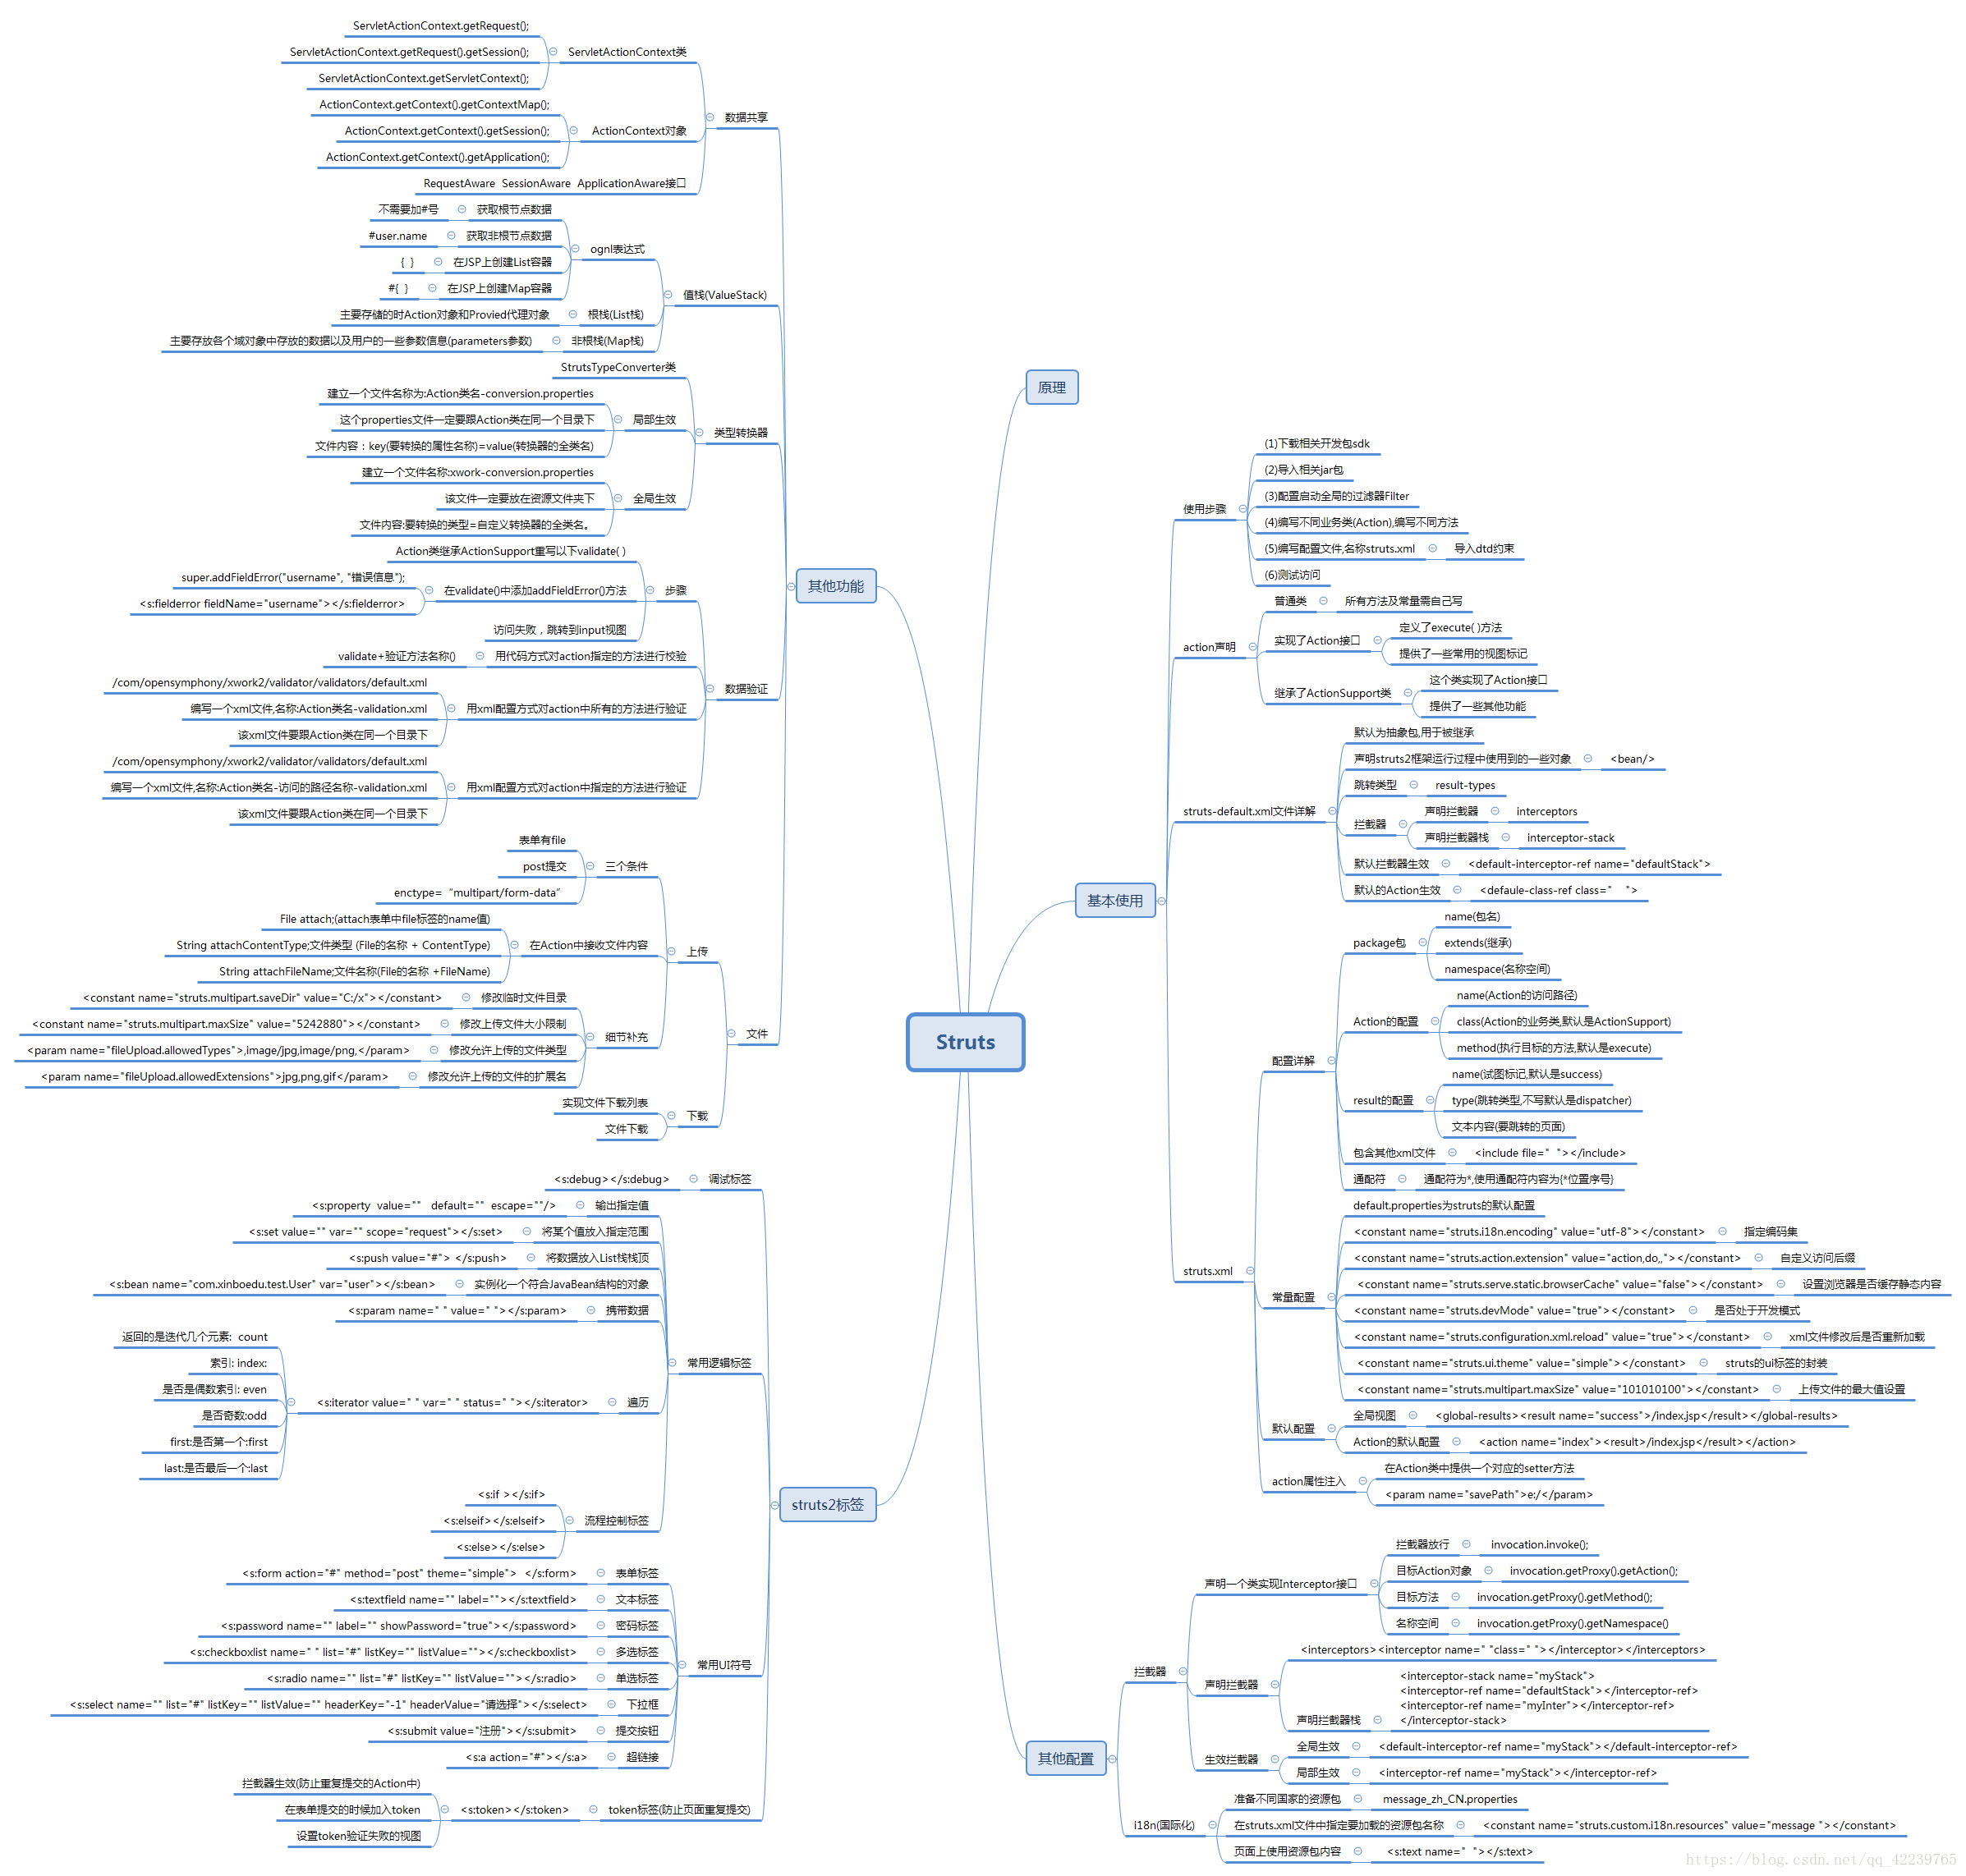 Struts
原理
基本使用
使用步骤
(1)下载相关开发包sdk
(2)导入相关jar包
(3)配置启动全局的过滤器Filter
(4)编写不同业务类(Action),编写不同方法
(5)编写配置文件,名称struts.xml
导入dtd约束
(6)测试访问
action声明
普通类
所有方法及常量需自己写
实现了Action接口
定义了execute( )方法
提供了一些常用的视图标记
继承了ActionSupport类
这个类实现了Action接口
提供了一些其他功能
struts-default.xml文件详解
默认为抽象包,用于被继承
声明struts2框架运行过程中使用到的一些对象
<bean/>
跳转类型
result-types
拦截器
声明拦截器
interceptors
声明拦截器栈
interceptor-stack
默认拦截器生效
<default-interceptor-ref name="defaultStack">
默认的Action生效
<defaule-class-ref class="    ">
struts.xml
配置详解
package包
name(包名)
extends(继承)
namespace(名称空间)
Action的配置
name(Action的访问路径)
class(Action的业务类,默认是ActionSupport)
method(执行目标的方法,默认是execute)
result的配置
name(试图标记,默认是success)
type(跳转类型,不写默认是dispatcher)
文本内容(要跳转的页面)
包含其他xml文件
<include file="  "></include>
通配符
通配符为*,使用通配符内容为{*位置序号}
常量配置
default.properties为struts的默认配置
<constant name="struts.i18n.encoding" value="utf-8"></constant>
指定编码集
<constant name="struts.action.extension" value="action,do,,"></constant>
自定义访问后缀
<constant name="struts.serve.static.browserCache" value="false"></constant>
设置浏览器是否缓存静态内容
<constant name="struts.devMode" value="true"></constant>
是否处于开发模式
<constant name="struts.configuration.xml.reload" value="true"></constant>
xml文件修改后是否重新加载
<constant name="struts.ui.theme" value="simple"></constant>
struts的ui标签的封装
<constant name="struts.multipart.maxSize" value="101010100"></constant>
上传文件的最大值设置
默认配置
全局视图
<global-results><result name="success">/index.jsp</result></global-results>
Action的默认配置
<action name="index"><result>/index.jsp</result></action>
action属性注入
在Action类中提供一个对应的setter方法
<param name="savePath">e:/</param>
其他配置
拦截器
声明一个类实现Interceptor接口
拦截器放行
invocation.invoke();
目标Action对象
invocation.getProxy().getAction();
目标方法
invocation.getProxy().getMethod();
名称空间
invocation.getProxy().getNamespace()
声明拦截器
<interceptors><interceptor name=" "class=" "></interceptor></interceptors>
声明拦截器栈
<interceptor-stack name="myStack">
<interceptor-ref name="defaultStack"></interceptor-ref>
<interceptor-ref name="myInter"></interceptor-ref>
</interceptor-stack>
生效拦截器
全局生效
<default-interceptor-ref name="myStack"></default-interceptor-ref>
局部生效
<interceptor-ref name="myStack"></interceptor-ref>
i18n(国际化)
准备不同国家的资源包
message_zh_CN.properties
在struts.xml文件中指定要加载的资源包名称
<constant name="struts.custom.i18n.resources" value="message "></constant>
页面上使用资源包内容
<s:text name="  "></s:text>
其他功能
数据共享
ServletActionContext类
ServletActionContext.getRequest();
ServletActionContext.getRequest().getSession();
ServletActionContext.getServletContext();
ActionContext对象
ActionContext.getContext().getContextMap();
ActionContext.getContext().getSession();
ActionContext.getContext().getApplication();
RequestAware  SessionAware  ApplicationAware接口
值栈(ValueStack)
ognl表达式
获取根节点数据
不需要加#号
获取非根节点数据
#user.name
在JSP上创建List容器
{  }
在JSP上创建Map容器
#{  }
根栈(List栈)
主要存储的时Action对象和Provied代理对象
非根栈(Map栈)
主要存放各个域对象中存放的数据以及用户的一些参数信息(parameters参数)
类型转换器
StrutsTypeConverter类
局部生效
建立一个文件名称为:Action类名-conversion.properties
这个properties文件一定要跟Action类在同一个目录下
文件内容：key(要转换的属性名称)=value(转换器的全类名)
全局生效
建立一个文件名称:xwork-conversion.properties
该文件一定要放在资源文件夹下
文件内容:要转换的类型=自定义转换器的全类名。
数据验证
步骤
Action类继承ActionSupport重写以下validate( )
在validate()中添加addFieldError()方法
super.addFieldError("username", "错误信息");
<s:fielderror fieldName="username"></s:fielderror>
访问失败，跳转到input视图
用代码方式对action指定的方法进行校验
validate+验证方法名称()
用xml配置方式对action中所有的方法进行验证
/com/opensymphony/xwork2/validator/validators/default.xml
编写一个xml文件,名称:Action类名-validation.xml
该xml文件要跟Action类在同一个目录下
用xml配置方式对action中指定的方法进行验证
/com/opensymphony/xwork2/validator/validators/default.xml
编写一个xml文件,名称:Action类名-访问的路径名称-validation.xml
该xml文件要跟Action类在同一个目录下
文件
上传
三个条件
表单有file
post提交
enctype=“multipart/form-data”
在Action中接收文件内容
File attach;(attach表单中file标签的name值)
String attachContentType;文件类型 (File的名称 + ContentType)
String attachFileName;文件名称(File的名称 +FileName)
细节补充
修改临时文件目录
<constant name="struts.multipart.saveDir" value="C:/x"></constant>
修改上传文件大小限制
<constant name="struts.multipart.maxSize" value="5242880"></constant>
修改允许上传的文件类型
<param name="fileUpload.allowedTypes">,image/jpg,image/png,</param>
修改允许上传的文件的扩展名
<param name="fileUpload.allowedExtensions">jpg,png,gif</param>
下载
实现文件下载列表
文件下载
struts2标签
调试标签
<s:debug></s:debug>
常用逻辑标签
输出指定值
<s:property  value=""   default=""  escape=""/>
将某个值放入指定范围
<s:set value="" var="" scope="request"></s:set>
将数据放入List栈栈顶
<s:push value="#"> </s:push>
实例化一个符合JavaBean结构的对象
<s:bean name="com.xinboedu.test.User" var="user"></s:bean>
携带数据
<s:param name=" " value=" "></s:param>
遍历
<s:iterator value=" " var=" " status=" "></s:iterator>
返回的是迭代几个元素:  count
索引: index:
是否是偶数索引: even
是否奇数:odd
first:是否第一个:first
last:是否最后一个:last
流程控制标签
<s:if ></s:if>
<s:elseif></s:elseif>
<s:else></s:else>
常用UI符号
表单标签
<s:form action="#" method="post" theme="simple">  </s:form>
文本标签
<s:textfield name="" label=""></s:textfield>
密码标签
<s:password name="" label="" showPassword="true"></s:password>
多选标签
<s:checkboxlist name=" " list="#" listKey="" listValue=""></s:checkboxlist>
单选标签
<s:radio name="" list="#" listKey="" listValue=""></s:radio>
下拉框
<s:select name="" list="#" listKey="" listValue="" headerKey="-1" headerValue="请选择"></s:select>
提交按钮
<s:submit value="注册"></s:submit>
超链接
<s:a action="#"></s:a>
token标签(防止页面重复提交)
<s:token></s:token>
拦截器生效(防止重复提交的Action中)
在表单提交的时候加入token
设置token验证失败的视图
https://blog.csdn.net/qq_42239765